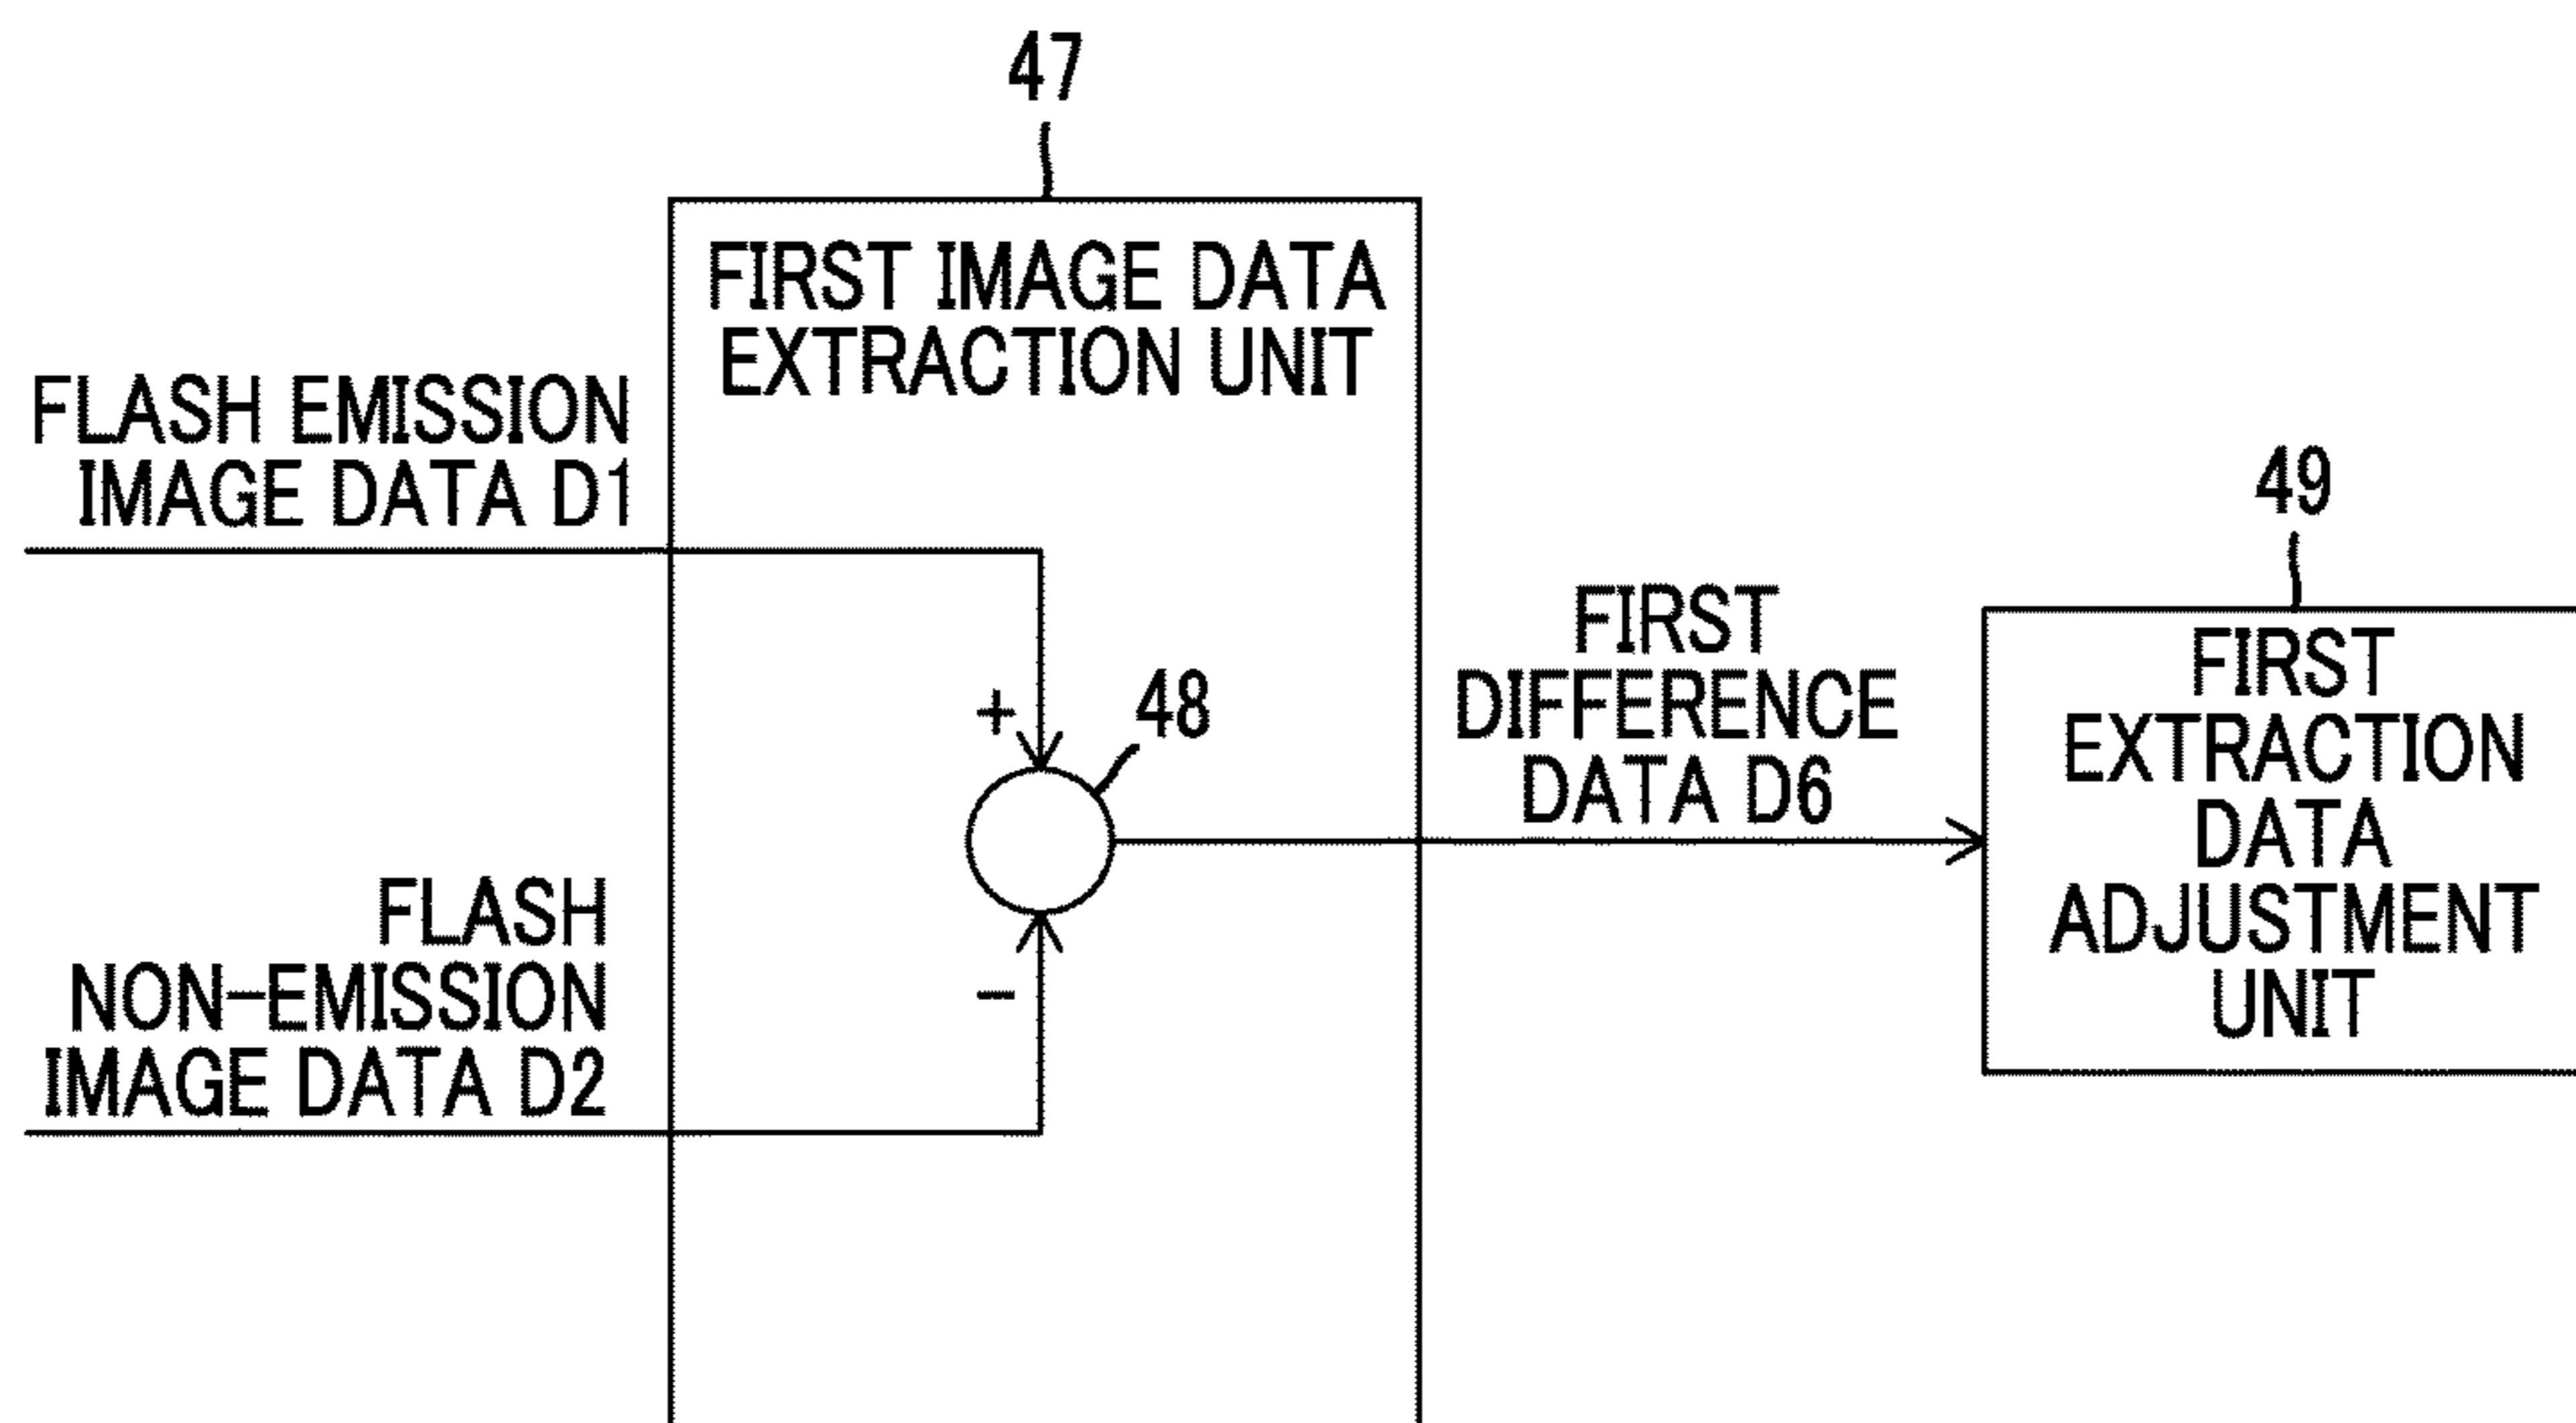 47
FIRST IMAGE DATA
EXTRACTION UNIT
FLASH EMISSION
IMAGE DATA D1
49
FIRST
DIFFERENCE
DATA D6
FIRST
EXTRACTION
DATA
ADJUSTMENT
UNIT
+
48
FLASH
NON-EMISSION
IMAGE DATA D2
-